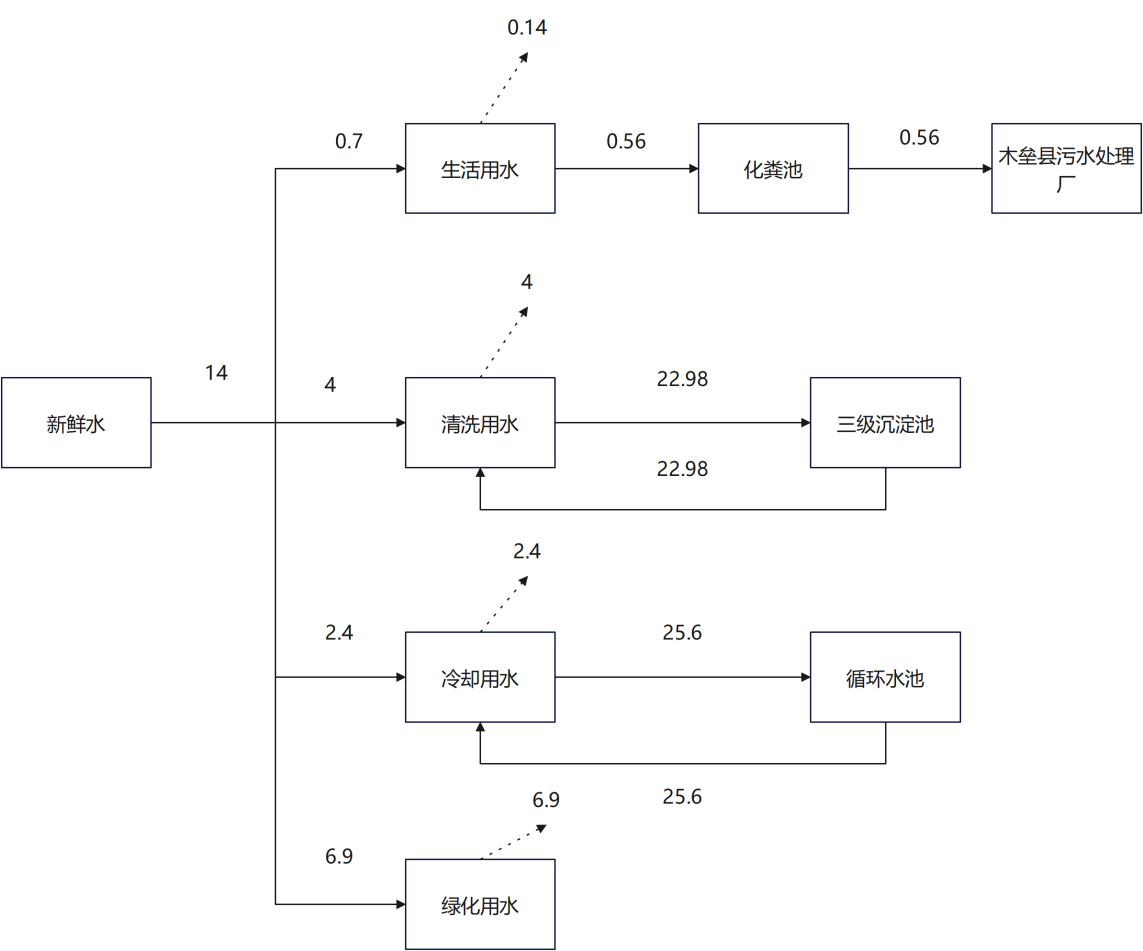 0.14
0.7
生活用水
0.56
化粪池
0.56
木垒县污水处理
厂
4
新鲜水
14
4
清洗用水
22.98
三级沉淀池
22.98
2.4
2.4
冷却用水
25.6
循环水池
25.6
6.9
6.9
绿化用水